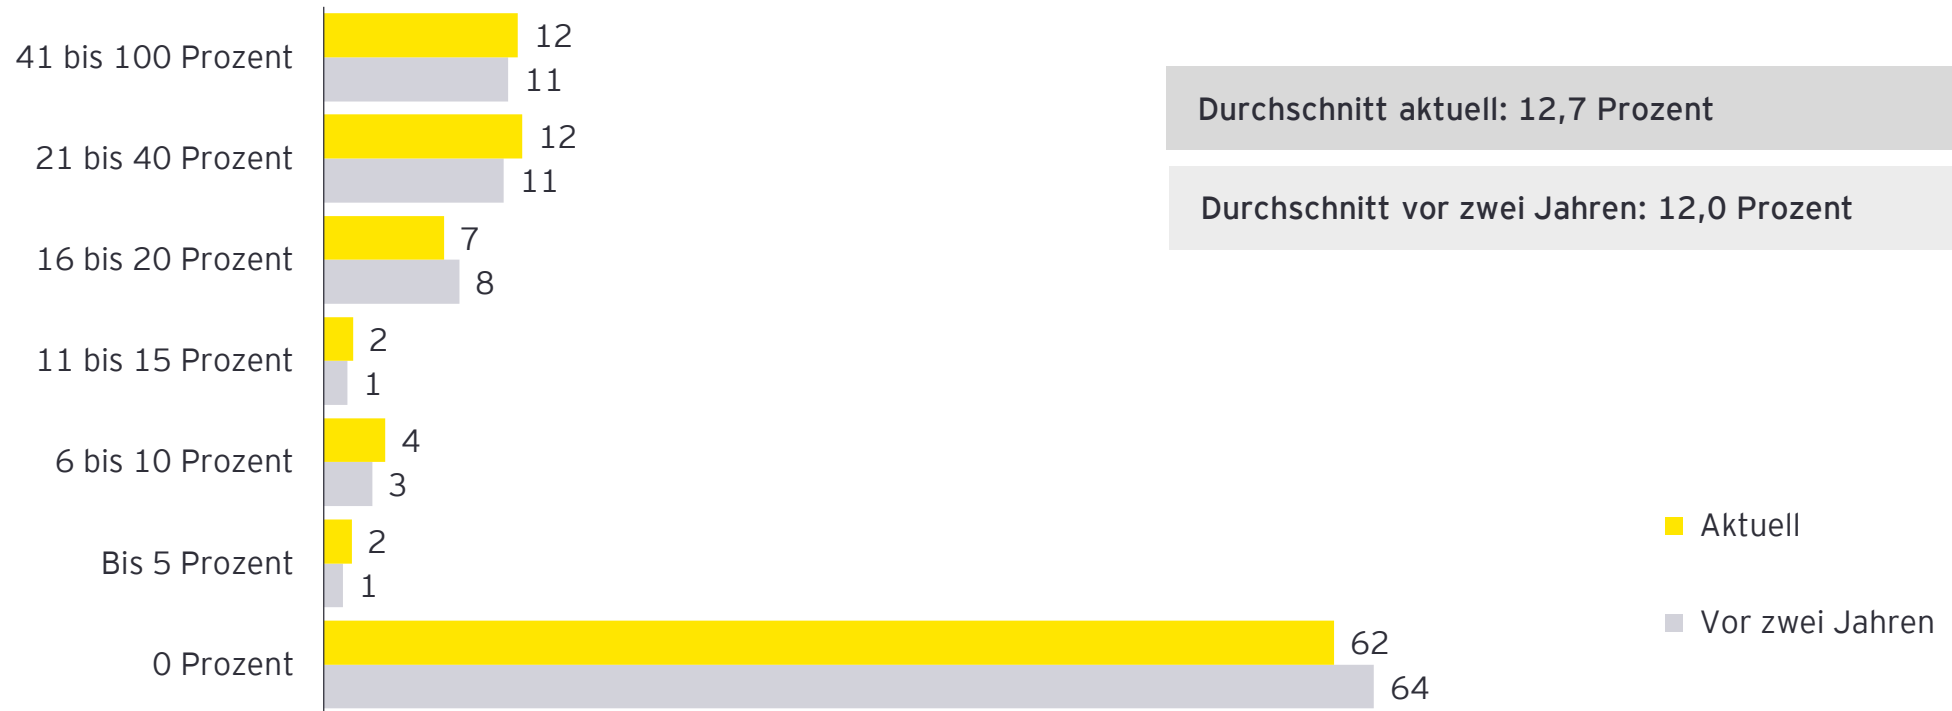 41 bis 100 Prozent
12
11
21 bis 40 Prozent
12
11
16 bis 20 Prozent
7
8
11 bis 15 Prozent
2
1
6 bis 10 Prozent
4
3
Bis 5 Prozent
2
1
0 Prozent
62
64
Durchschnitt aktuell: 12,7 Prozent
Durchschnitt vor zwei Jahren: 12,0 Prozent
Aktuell
Vor zwei Jahren